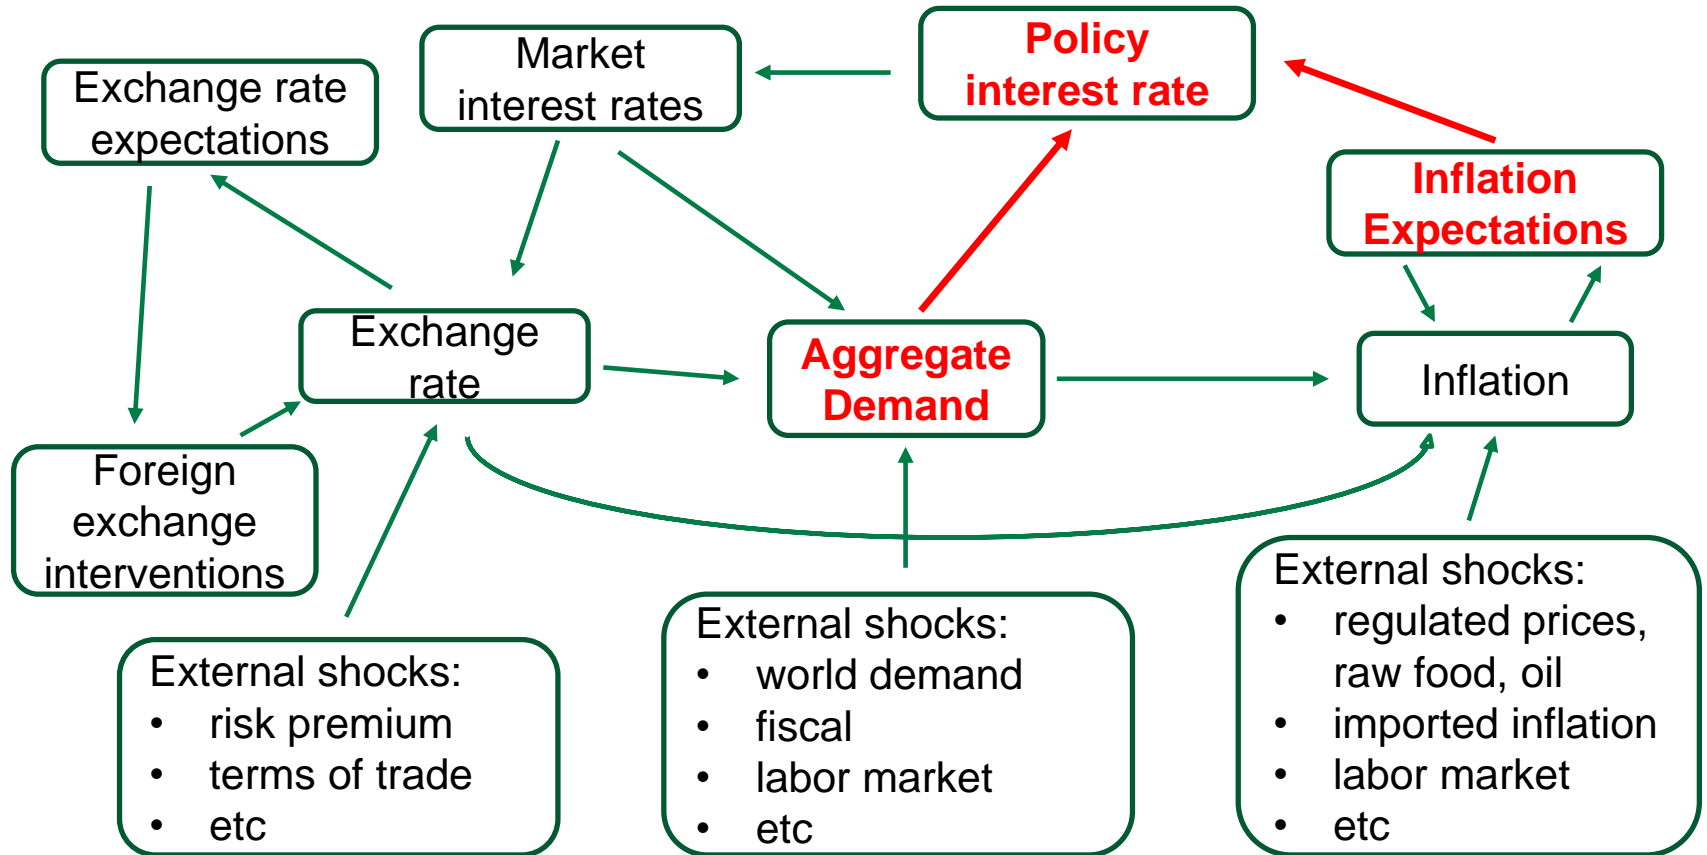 Policy
interest rate
Market
interest rates
Exchange rate
expectations
Inflation
Expectations
Exchange
rate
Aggregate
Demand
Inflation
Foreign
exchange
interventions
External shocks:
• risk premium
• terms of trade
• etc
External shocks:
• world demand
• fiscal
• labor market
• etc
External shocks:
• regulated prices,
raw food, oil
• imported inflation
• labor market
• etc